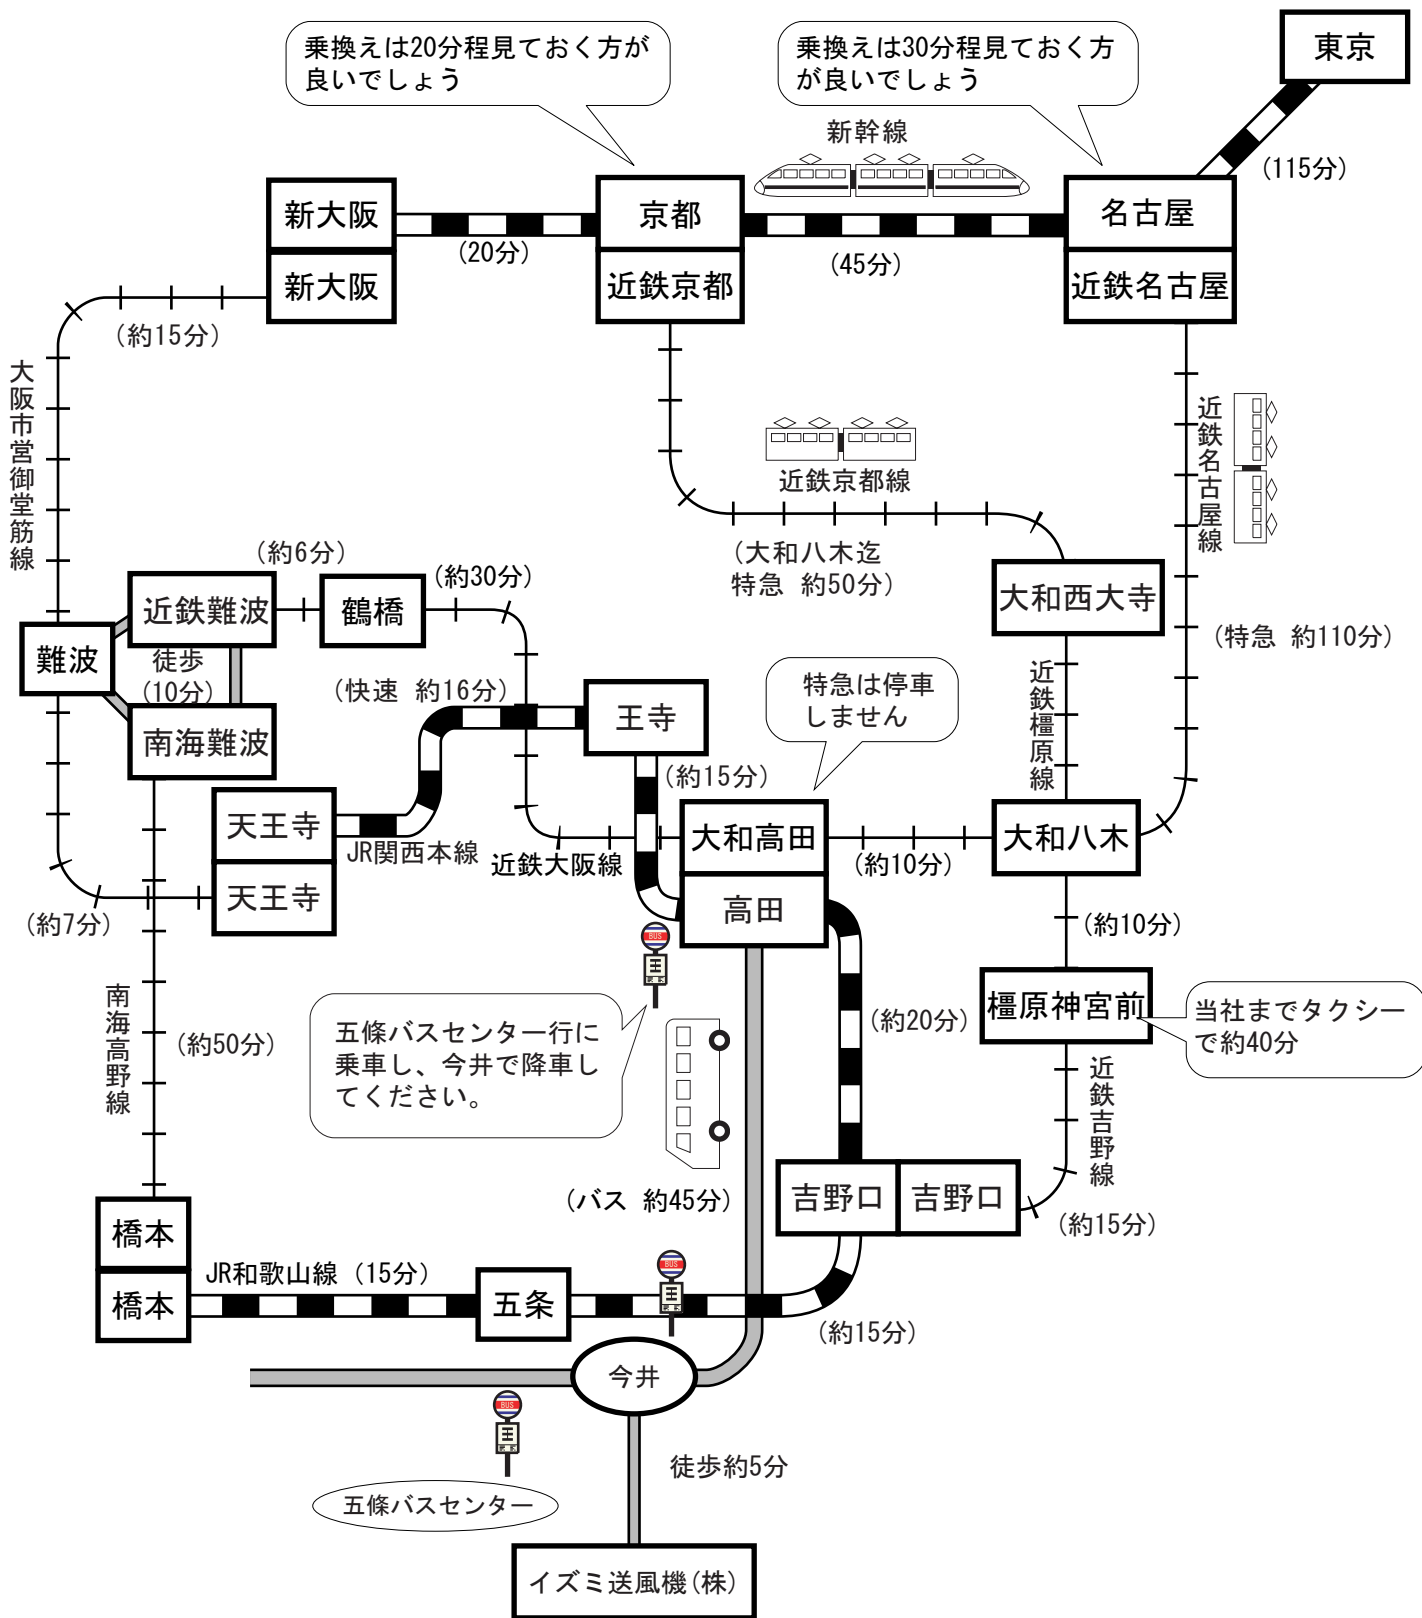 乗換えは20分程見ておく方が
良いでしょう
乗換えは30分程見ておく方
が良いでしょう
東京
新幹線
(115分)
新大阪
京都
名古屋
(20分)
(45分)
新大阪
近鉄京都
近鉄名古屋
(約15分)
大阪市営御堂筋線
近鉄名古屋線
近鉄京都線
(大和八木迄
特急 約50分)
(約6分)
(約30分)
近鉄難波
鶴橋
大和西大寺
(特急 約110分)
難波
徒歩
(10分)
(快速 約16分)
特急は停車
しません
近鉄橿原線
南海難波
王寺
(約15分)
天王寺
JR関西本線
近鉄大阪線
大和高田
(約10分)
大和八木
天王寺
高田
(約7分)
(約10分)
BUS
橿原神宮前
当社までタクシー
で約40分
南海高野線
(約50分)
五條バスセンター行に
乗車し、今井で降車し
てください。
(約20分)
近鉄吉野線
(バス 約45分)
吉野口
吉野口
(約15分)
橋本
JR和歌山線 (15分)
BUS
橋本
五条
(約15分)
今井
BUS
徒歩約5分
五條バスセンター
イズミ送風機(株)